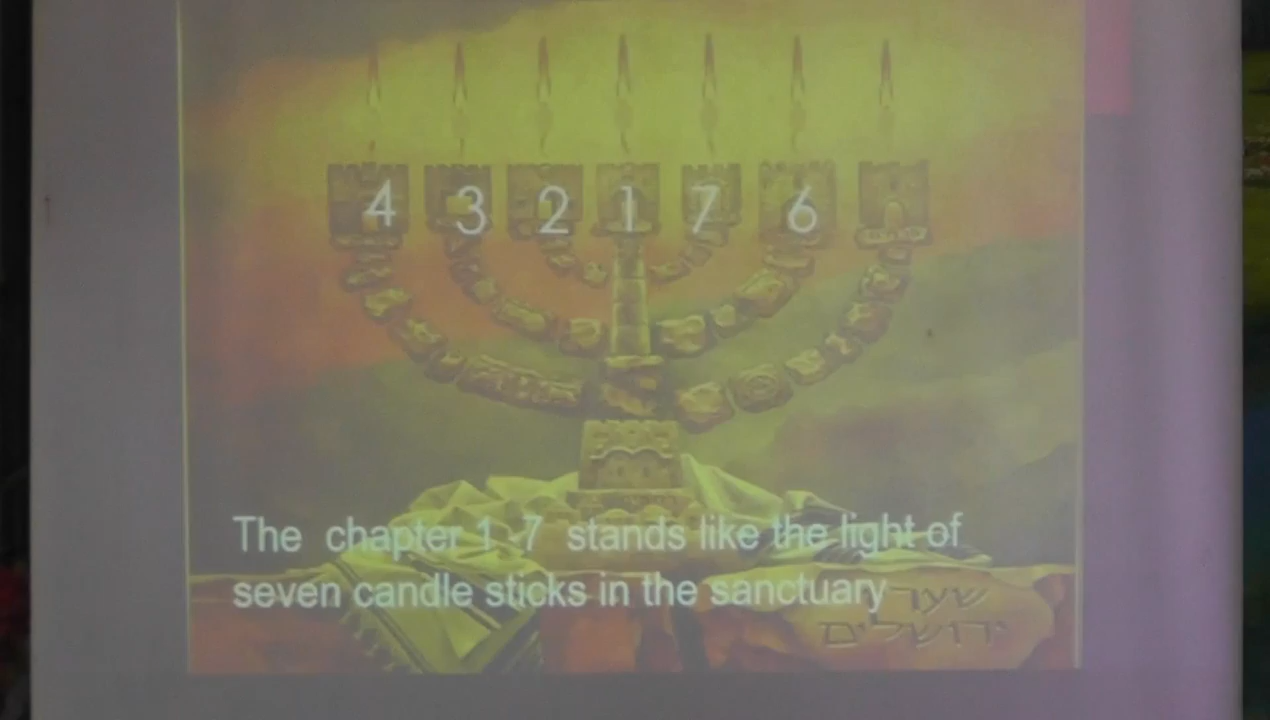 4 3 2 1 7 6
The chapter 1-7 stands like the light of
seven candle sticks in the sanctuary
שערי
ירושלים